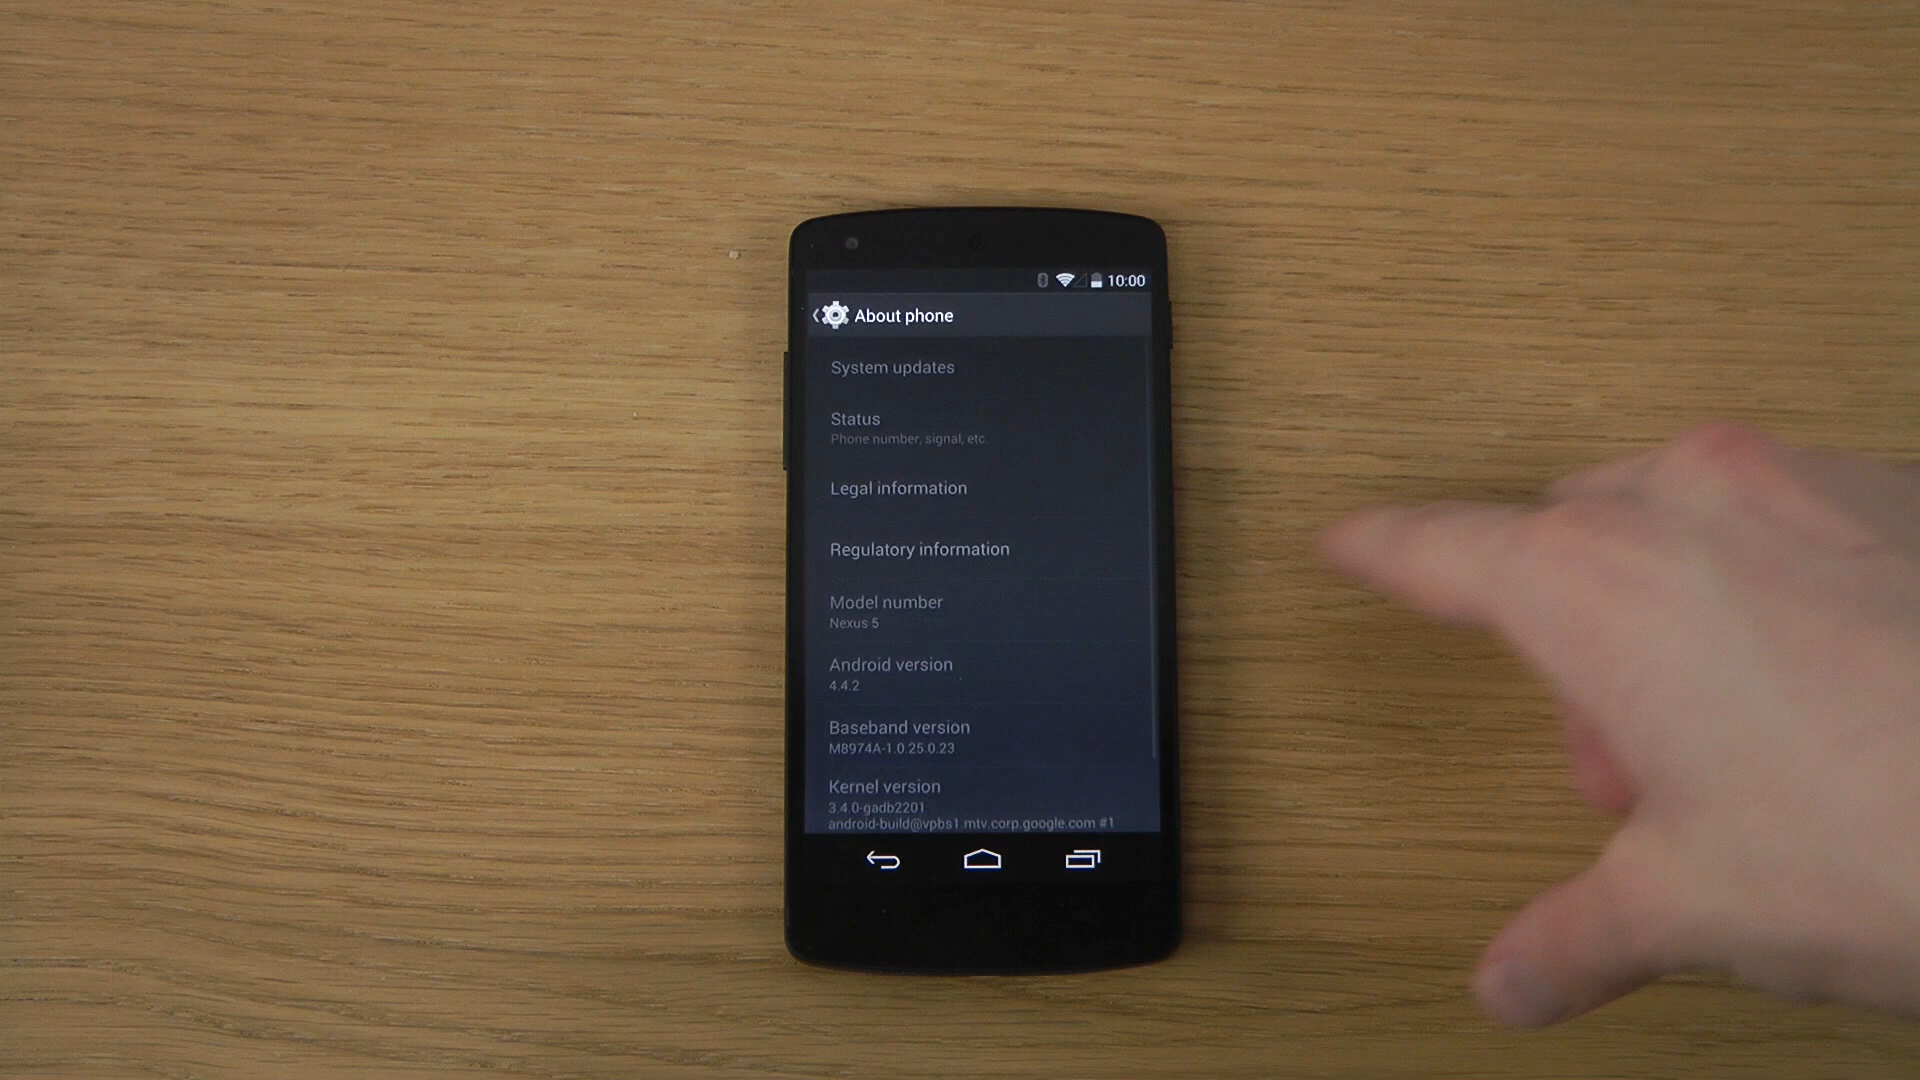 10:00
About phone
System updates
Status
Phone number, signal, etc.
Legal information
Regulatory information
Model number
Nexus 5
Android version
4.4.2
Baseband version
M8974A-1.0.25.0.23
Kernel version
3.4.0-gadb2201
android-build@vpbs1.mtv.corp.google.com #1